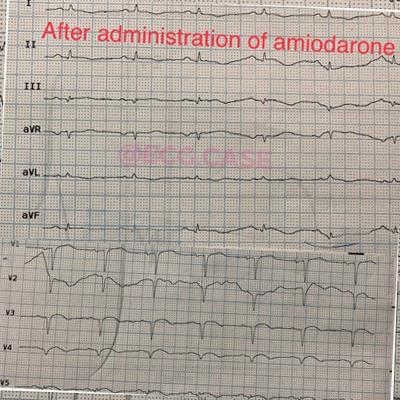 I
After administration of amiodarone
II
III
aVR
@ECG.CASE
aVL
aVF
V1
V2
V3
V4
V5